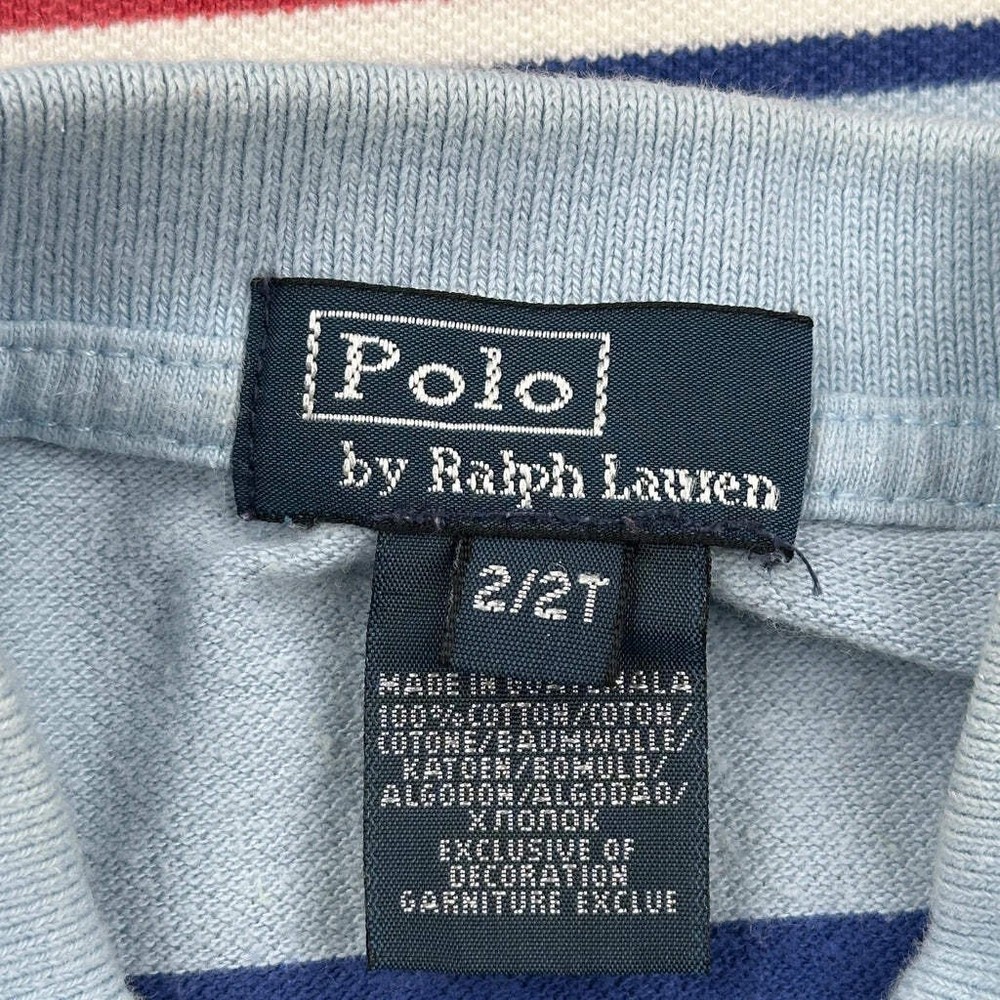 Polo
by Ralph Lauren
2/2T
MADE IN GUATEMALA
100%COTTON/COTON/
COTONE/BAUMWOLLE/
KATOEN/BOMULD/
ALGODON/ALGODAO/
ХЛОПОК
EXCLUSIVE OF
DECORATION
GARNITURE EXCLUE